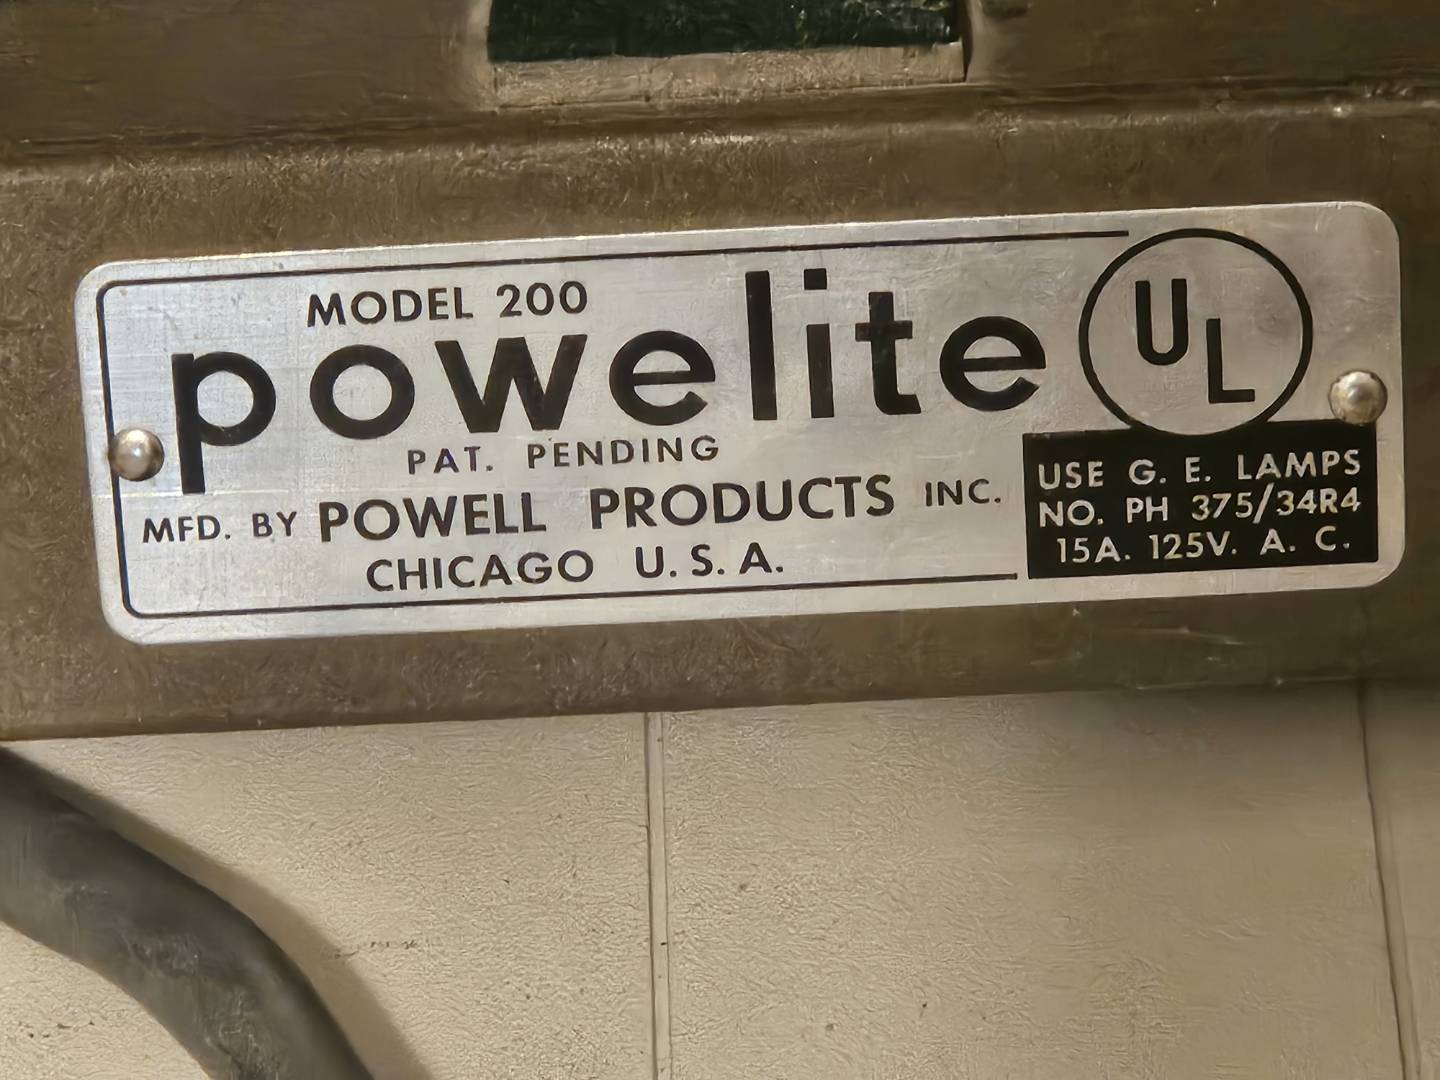 MODEL 200
powelite
PAT. PENDING
MFD. BY POWELL PRODUCTS INC.
CHICAGO U.S.A.
UL
USE G. E. LAMPS
NO. PH 375/34R4
15A. 125V. A. C.